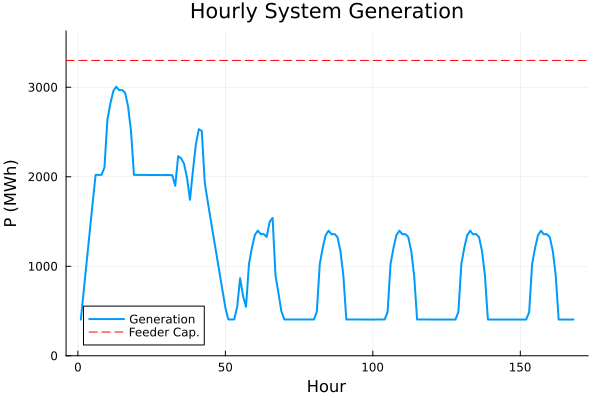 Hourly System Generation
P (MWh)
3000
2000
1000
0
Generation
Feeder Cap.
0 50 100 150
Hour